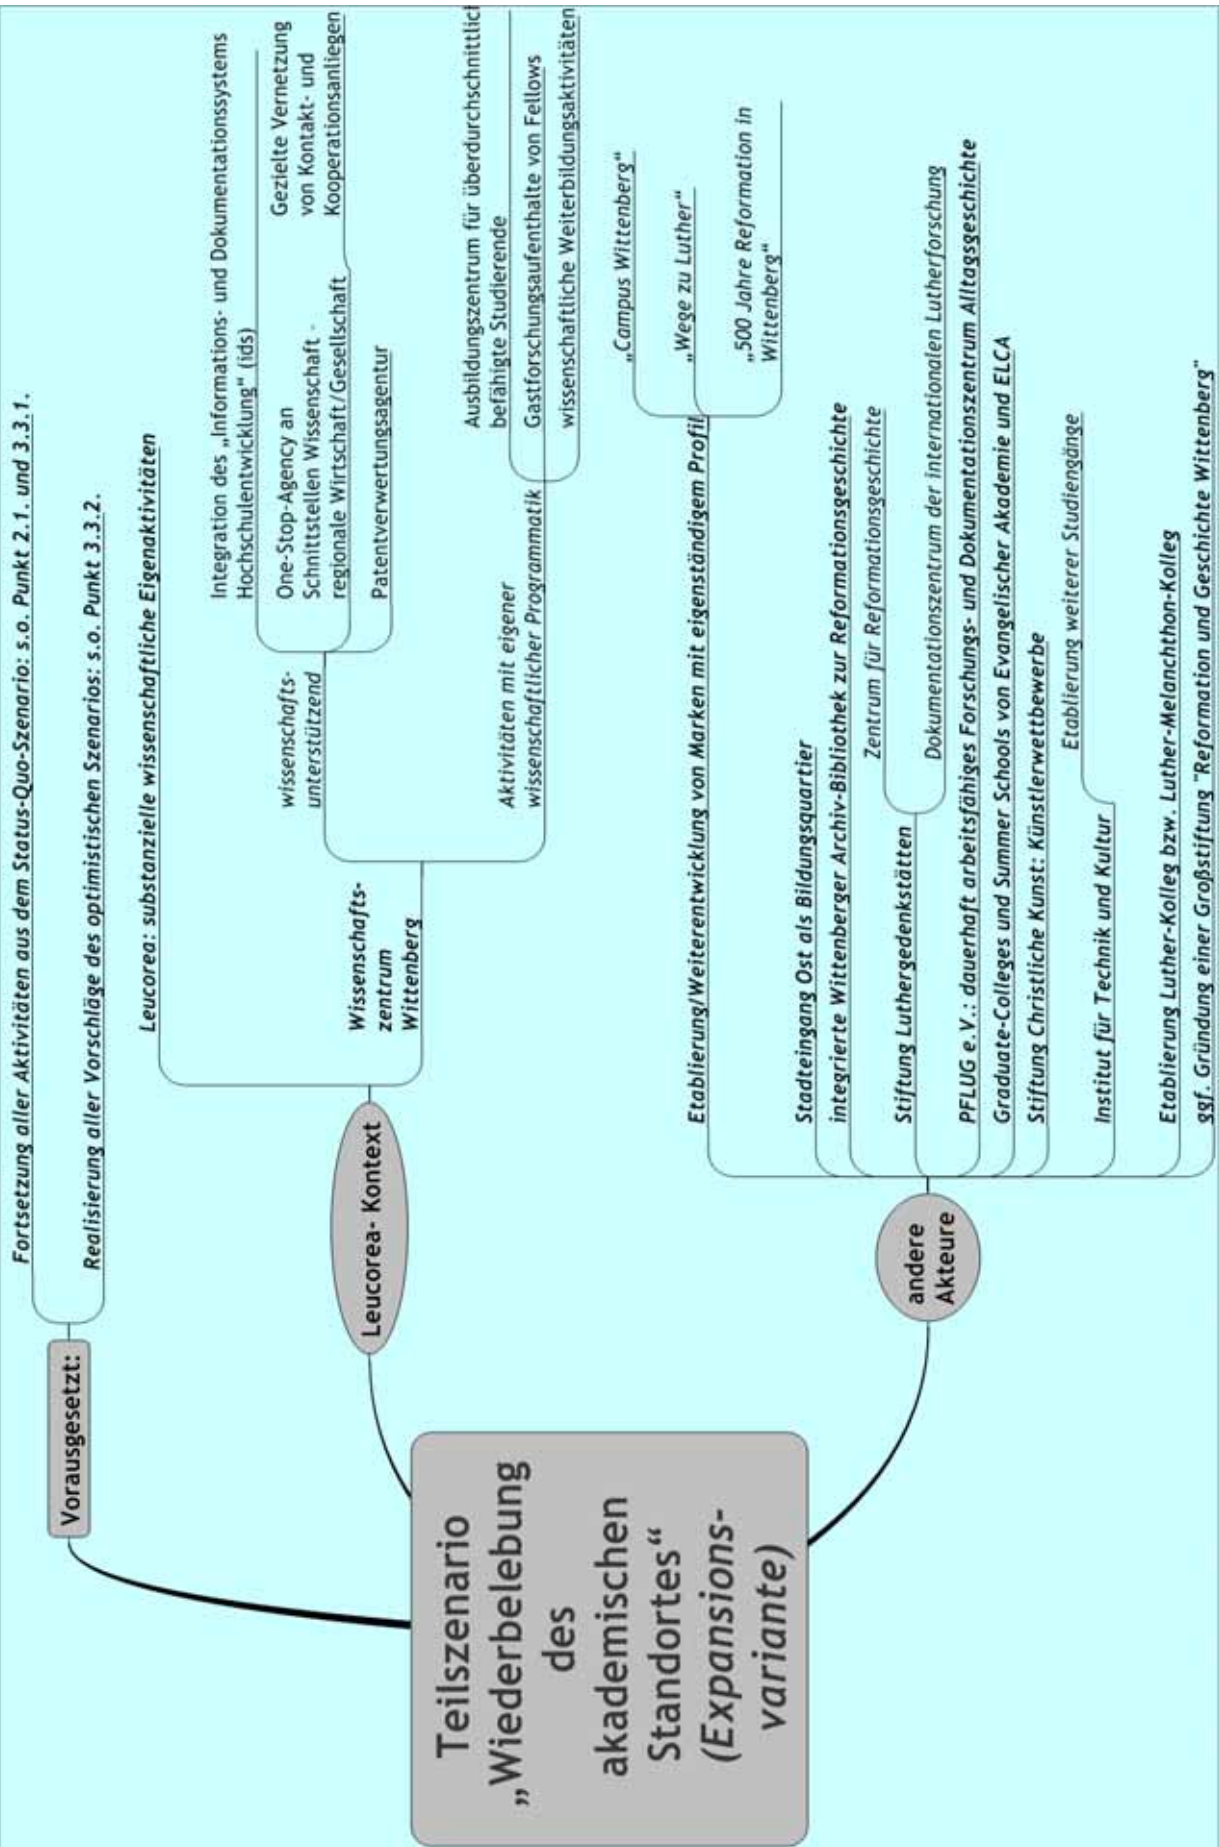 Teilszenario
„Wiederbelebung
des
akademischen
Standortes“
(Expansions-
variante)
Vorausgesetzt:
Fortsetzung aller Aktivitäten aus dem Status-Quo-Szenario: s.o. Punkt 2.1. und 3.3.1.
Realisierung aller Vorschläge des optimistischen Szenarios: s.o. Punkt 3.3.2.
Leucorea- Kontext
Leucorea: substanzielle wissenschaftliche Eigenaktivitäten
Wissenschafts-
zentrum
Wittenberg
wissenschafts-
unterstützend
Integration des „Informations- und Dokumentationssystems
Hochschulentwicklung“ (ids)
One-Stop-Agency an
Schnittstellen Wissenschaft -
regionale Wirtschaft/Gesellschaft
Gezielte Vernetzung
von Kontakt- und
Kooperationsanliegen
Patentverwertungsagentur
Aktivitäten mit eigener
wissenschaftlicher Programmatik
Ausbildungszentrum für überdurchschnittlich
befähigte Studierende
Gastforschungsaufenthalte von Fellows
wissenschaftliche Weiterbildungsaktivitäten
andere
Akteure
Etablierung/Weiterentwicklung von Marken mit eigenständigem Profil
„Campus Wittenberg“
„Wege zu Luther“
„500 Jahre Reformation in
Wittenberg“
Stadteingang Ost als Bildungsquartier
integrierte Wittenberger Archiv-Bibliothek zur Reformationsgeschichte
Stiftung Luthergedenkstätten
Zentrum für Reformationsgeschichte
Dokumentationszentrum der internationalen Lutherforschung
PFLUG e.V.: dauerhaft arbeitsfähiges Forschungs- und Dokumentationszentrum Alltagsgeschichte
Graduate-Colleges und Summer Schools von Evangelischer Akademie und ELCA
Stiftung Christliche Kunst: Künstlerwettbewerbe
Institut für Technik und Kultur
Etablierung weiterer Studiengänge
Etablierung Luther-Kolleg bzw. Luther-Melanchthon-Kolleg
ggf. Gründung einer Großstiftung "Reformation und Geschichte Wittenberg"